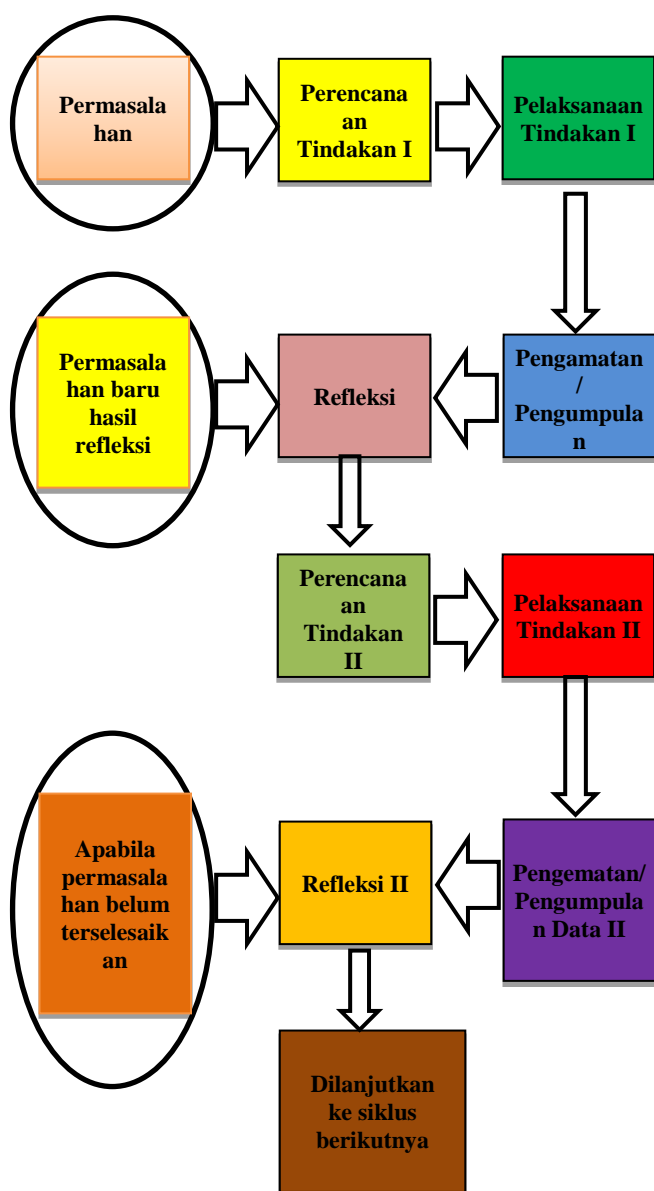 Permasala
han
Perencana
an
Tindakan I
Pelaksanaan
Tindakan I
Permasala
han baru
hasil
refleksi
Refleksi
Pengamatan
/
Pengumpula
n
Perencana
an
Tindakan
II
Pelaksanaan
Tindakan II
Apabila
permasala
han belum
terselesaik
an
Refleksi II
Pengematan/
Pengumpula
n Data II
Dilanjutkan
ke siklus
berikutnya